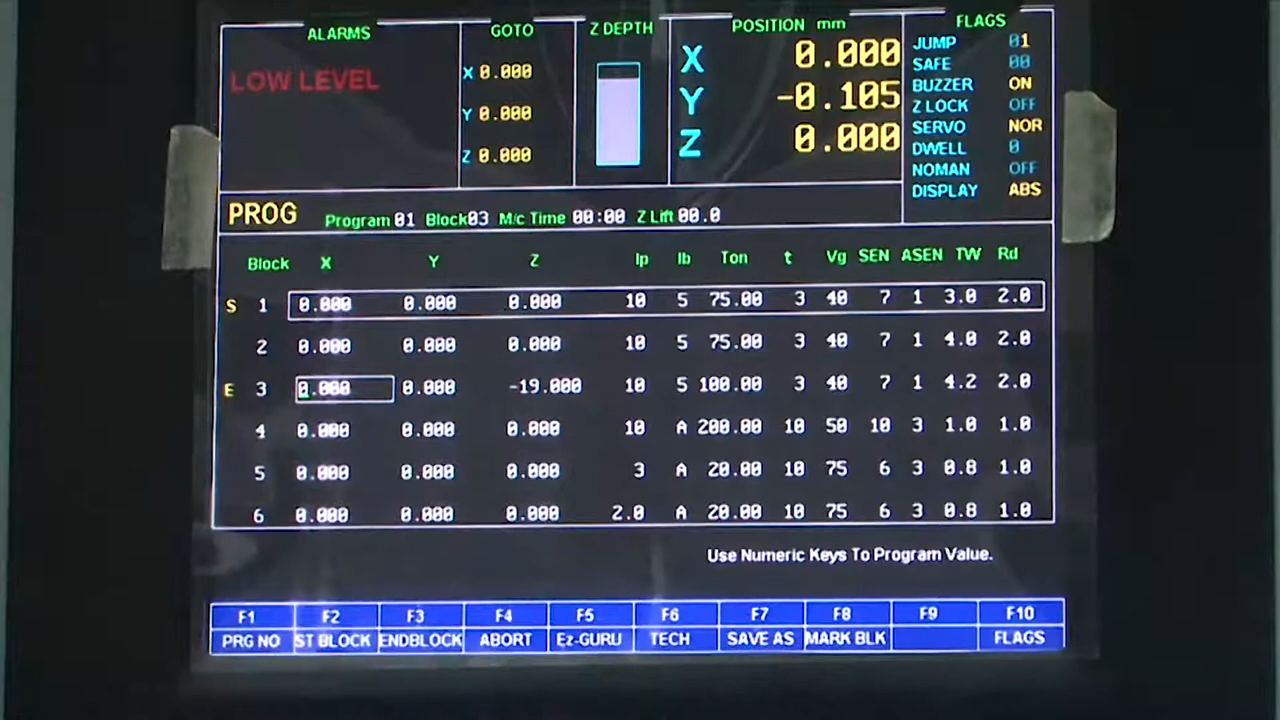 ALARMS GOTO Z DEPTH POSITION mm FLAGS
LOW LEVEL
X 0.000
Y 0.000
Z 0.000
X 0.000
Y -0.105
Z 0.000
JUMP 01
SAFE 00
BUZZER ON
Z LOCK OFF
SERVO NOR
DWELL 0
NOMAN OFF
DISPLAY ABS
PROG Program 01 Block03 M/c Time 00:00 Z Lift 00.0
Block X Y Z Ip Ib Ton t Vg SEN ASEN TW Rd
S 1 0.000 0.000 0.000 10 5 75.00 3 40 7 1 3.0 2.0
2 0.000 0.000 0.000 10 5 75.00 3 40 7 1 4.0 2.0
E 3 0.000 0.000 -19.000 10 5 100.00 3 40 7 1 4.2 2.0
4 0.000 0.000 0.000 10 A 200.00 10 50 10 3 1.0 1.0
5 0.000 0.000 0.000 3 A 20.00 10 75 6 3 0.8 1.0
6 0.000 0.000 0.000 2.0 A 20.00 10 75 6 3 0.8 1.0
Use Numeric Keys To Program Value.
F1 F2 F3 F4 F5 F6 F7 F8 F9 F10
PRG NO ST BLOCK ENDBLOCK ABORT Ez-GURU TECH SAVE AS MARK BLK FLAGS